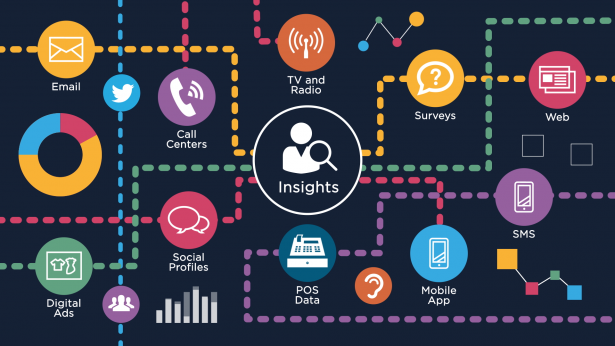 Email
Call
Centers
TV and
Radio
Surveys
Web
Insights
Social
Profiles
SMS
Digital
Ads
POS
Data
Mobile
App